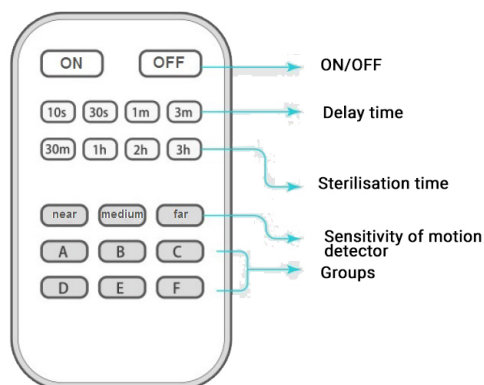 ON OFF ON/OFF
10s 30s 1m 3m Delay time
30m 1h 2h 3h
Sterilisation time
near medium far
Sensitivity of motion
detector
A B C
Groups
D E F